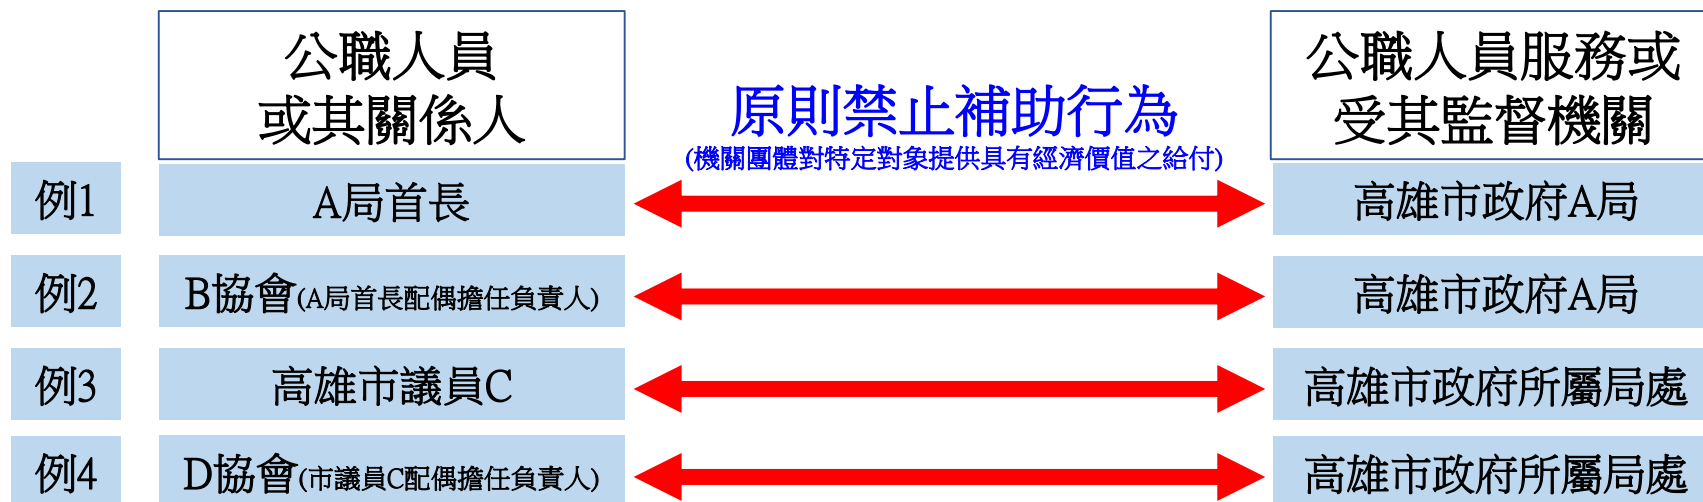 公職人員
或其關係人
原則禁止補助行為
(機關團體對特定對象提供具有經濟價值之給付)
公職人員服務或
受其監督機關
例1
A局首長
高雄市政府A局
例2
B協會(A局首長配偶擔任負責人)
高雄市政府A局
例3
高雄市議員C
高雄市政府所屬局處
例4
D協會(市議員C配偶擔任負責人)
高雄市政府所屬局處